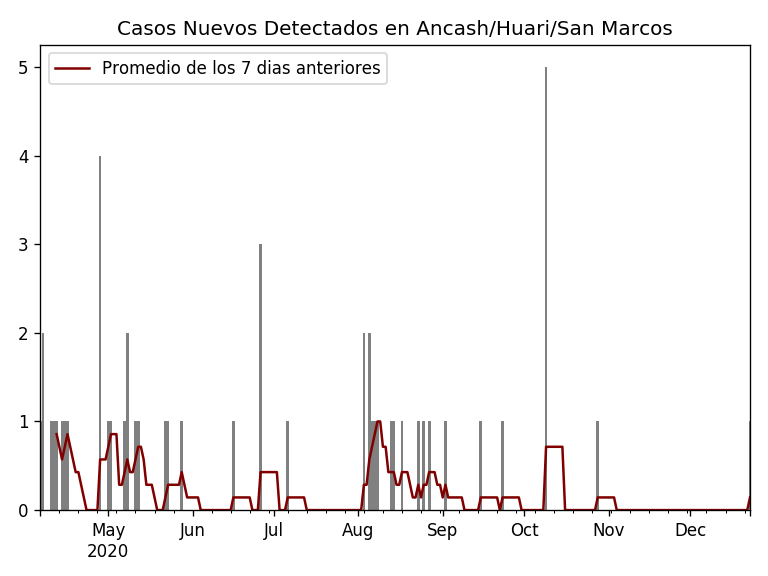 Casos Nuevos Detectados en Ancash/Huari/San Marcos
Promedio de los 7 dias anteriores
5
4
3
2
1
0
May Jun Jul Aug Sep Oct Nov Dec
2020